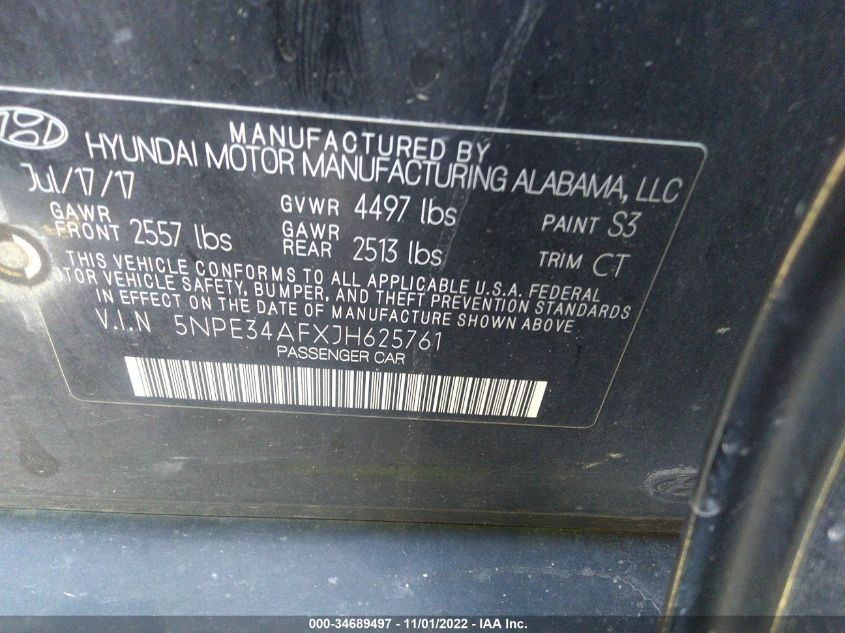 MANUFACTURED BY
HYUNDAI MOTOR MANUFACTURING ALABAMA, LLC
Jul/17/17
GVWR 4497 lbs
PAINT S3
GAWR FRONT 2557 lbs
GAWR REAR 2513 lbs
TRIM CT
THIS VEHICLE CONFORMS TO ALL APPLICABLE U.S.A. FEDERAL
OTOR VEHICLE SAFETY, BUMPER, AND THEFT PREVENTION STANDARDS
IN EFFECT ON THE DATE OF MANUFACTURE SHOWN ABOVE
V.I.N 5NPE34AFXJH625761
PASSENGER CAR
000-34689497 - 11/01/2022 - IAA Inc.